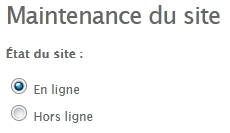 Maintenance du site
État du site :
En ligne
Hors ligne